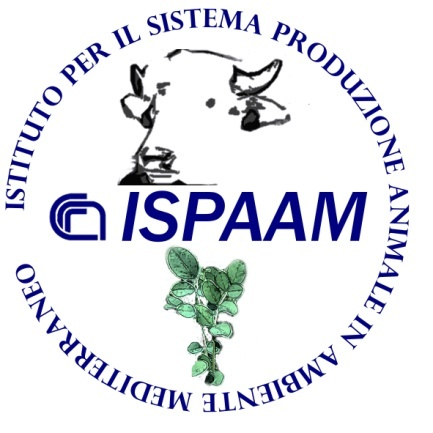 ISTITUTO PER IL SISTEMA PRODUZIONE ANIMALE IN AMBIENTE MEDITERRANEO
ISPAAM